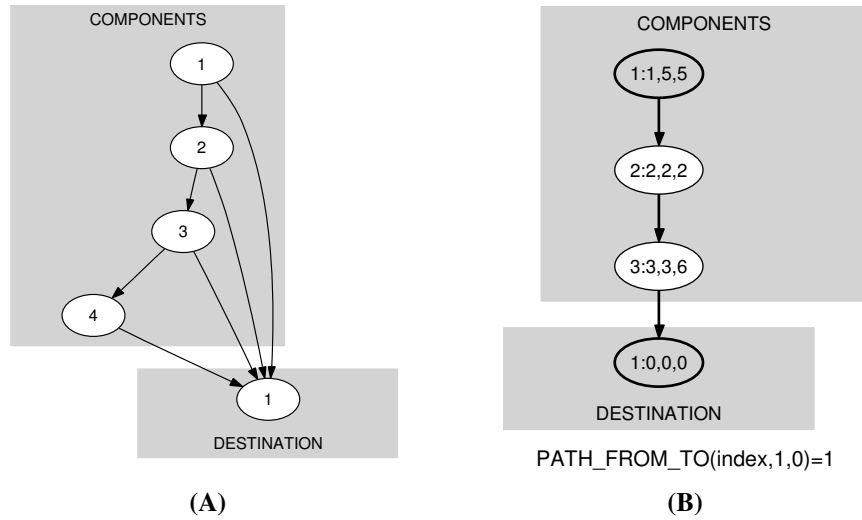 COMPONENTS
1
2
3
4
1
DESTINATION
(A)
COMPONENTS
1:1,5,5
2:2,2,2
3:3,3,6
1:0,0,0
DESTINATION
PATH_FROM_TO(index,1,0)=1
(B)